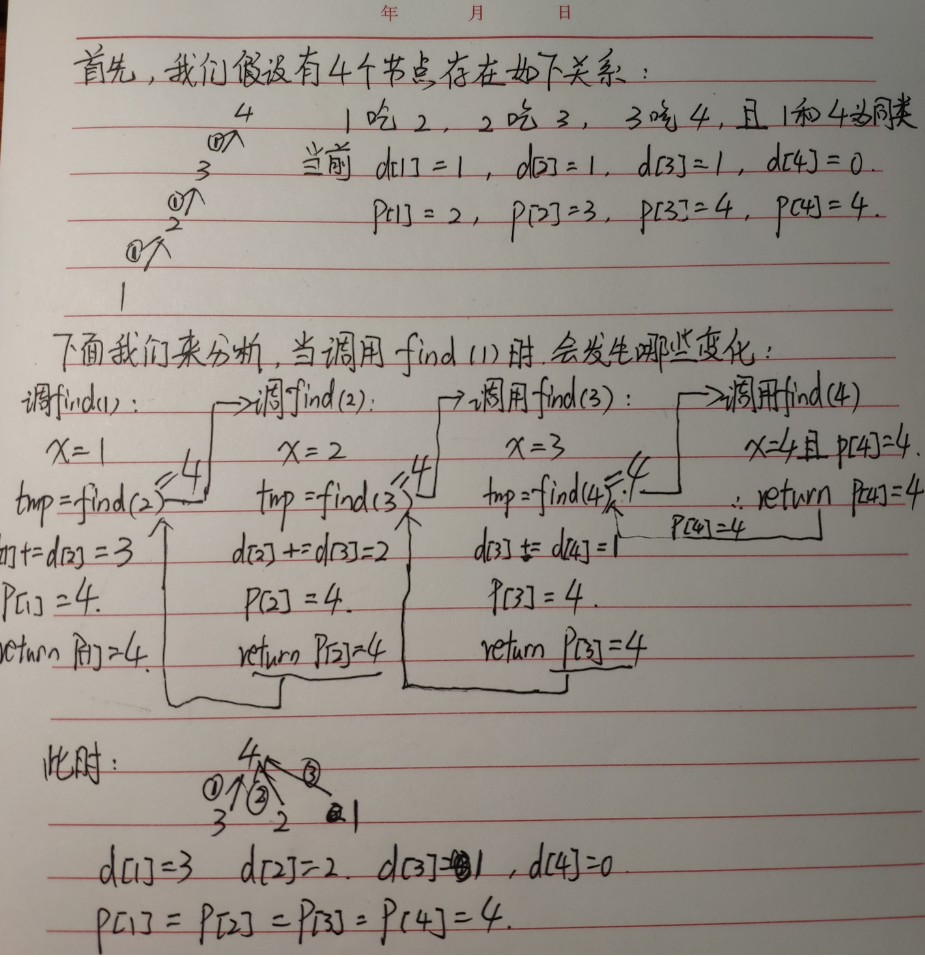 年 月 日
首先，我们假设有4个节点存在如下关系：
4 1吃2，2吃3，3吃4，且1和4为同类
① 3 当前 d[1]=1，d[2]=1，d[3]=1，d[4]=0.
① 2 p[1]=2，p[2]=3，p[3]=4，p[4]=4.
①
1
下面我们来分析，当调用find(1)时，会发生哪些变化：
调find(1)： 调find(2)： 调用find(3)： 调用find(4)
x=1 x=2 x=3 x=4且p[4]=4.
tmp=find(2)=4 tmp=find(3)=4 tmp=find(4)=4 ∴return p[4]=4
p[4]=4
1]+=d[2]=3 d[2]+=d[3]=2 d[3]+=d[4]=1
p[1]=4. p[2]=4. p[3]=4.
return p[1]=4. return p[2]=4 return p[3]=4
此时：
4
① ② ③
3 2 1
d[1]=3 d[2]=2. d[3]=1，d[4]=0
p[1]=p[2]=p[3]=p[4]=4.